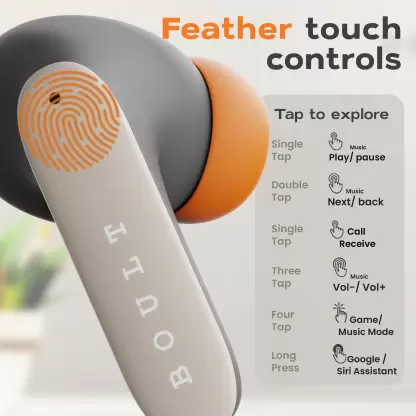 Feather touch
controls
Tap to explore
Single
Tap
Music
Play/ pause
Double
Tap
Music
Next/ back
Single
Tap
Call
Receive
Three
Tap
Music
Vol-/ Vol+
Four
Tap
Game/
Music Mode
Long
Press
Google /
Siri Assistant
BOULT